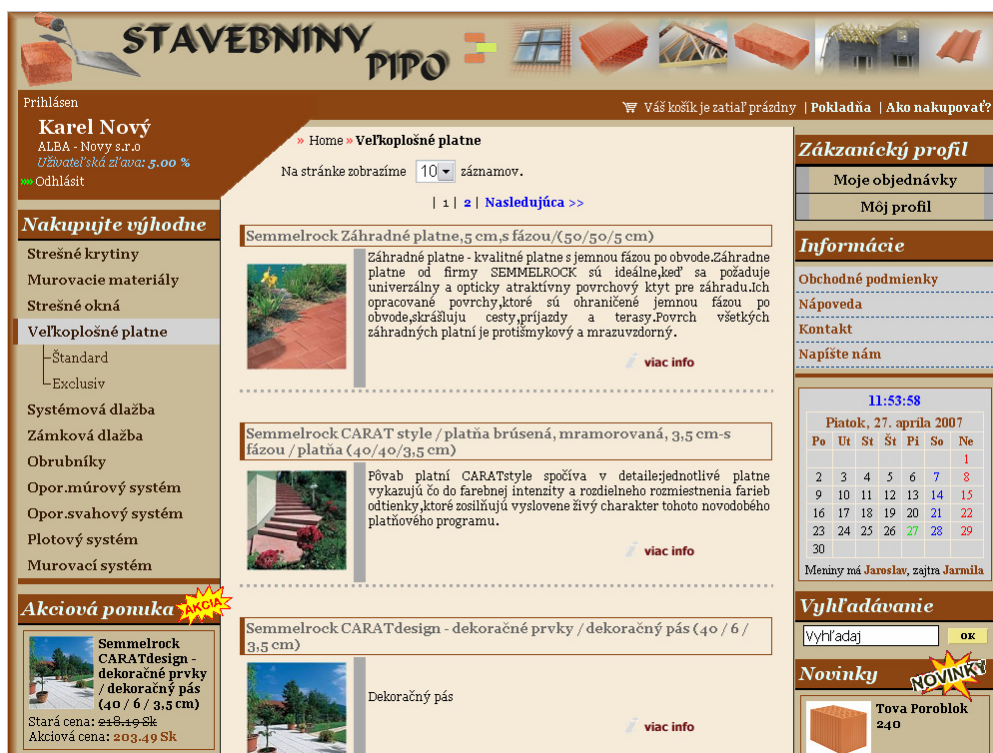 STAVEBNINY
PIPO
Prihlásen
Karel Nový
ALBA - Novy s.r.o
Užívateľská zľava: 5.00 %
»» Odhlásit
Váš košík je zatiaľ prázdny | Pokladňa | Ako nakupovať?
Nakupujte výhodne
Strešné krytiny
Murovacie materiály
Strešné okná
Veľkoplošné platne
Štandard
Exclusiv
Systémová dlažba
Zámková dlažba
Obrubníky
Opor.múrový systém
Opor.svahový systém
Plotový systém
Murovací systém
Akciová ponuka
AKCIA
Semmelrock
CARATdesign -
dekoračné prvky
/ dekoračný pás
(40 / 6 / 3,5 cm)
Stará cena: 218.19 Sk
Akciová cena: 203.49 Sk
» Home » Veľkoplošné platne
Na stránke zobrazíme 10 záznamov.
| 1 | 2 | Nasledujúca >>
Semmelrock Záhradné platne,5 cm,s fázou/(50/50/5 cm)
Záhradné platne - kvalitné platne s jemnou fázou po obvode.Záhradne
platne od firmy SEMMELROCK sú ideálne,keď sa požaduje
univerzálny a opticky atraktívny povrchový ktyt pre záhradu.Ich
opracované povrchy,ktoré sú ohraničené jemnou fázou po
obvode,skrášluju cesty,príjazdy a terasy.Povrch všetkých
záhradných platní je protišmykový a mrazuvzdorný.
viac info
Semmelrock CARAT style / platňa brúsená, mramorovaná, 3,5 cm-s
fázou / platňa (40/40/3,5 cm)
Pôvab platní CARATstyle spočíva v detaile:jednotlivé platne
vykazujú čo do farebnej intenzity a rozdielneho rozmiestnenia farieb
odtienky,ktoré zosilňujú vyslovene živý charakter tohoto novodobého
platňového programu.
viac info
Semmelrock CARATdesign - dekoračné prvky / dekoračný pás (40 / 6 /
3,5 cm)
Dekoračný pás
viac info
Zákzanícký profil
Moje objednávky
Môj profil
Informácie
Obchodné podmienky
Nápoveda
Kontakt
Napíšte nám
11:53:58
Piatok, 27. apríla 2007
Po Ut St Št Pi So Ne
1
2 3 4 5 6 7 8
9 10 11 12 13 14 15
16 17 18 19 20 21 22
23 24 25 26 27 28 29
30
Meniny má Jaroslav, zajtra Jarmila
Vyhľadávanie
Vyhľadaj OK
Novinky
NOVINKY
Tova Poroblok
240